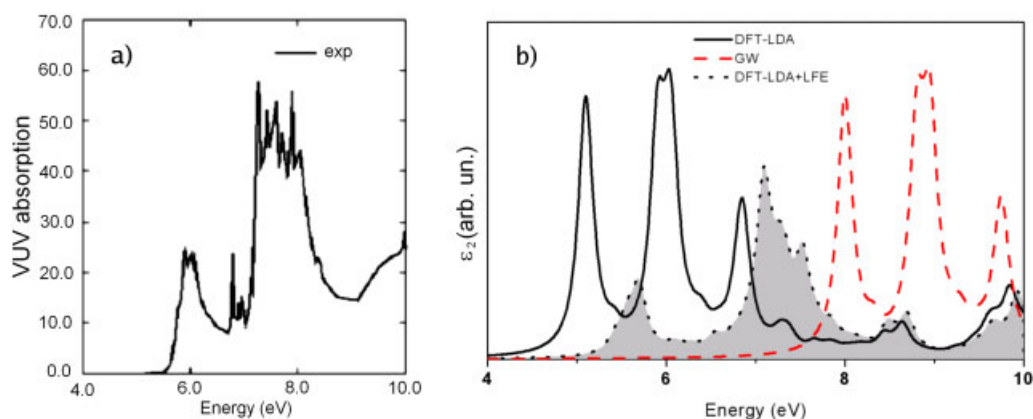 a)
exp
VUV absorption
70.0
60.0
50.0
40.0
30.0
20.0
10.0
0.0
4.0 6.0 8.0 10.0
Energy (eV)
b)
DFT-LDA
GW
DFT-LDA+LFE
ε₂(arb. un.)
4 6 8 10
Energy (eV)